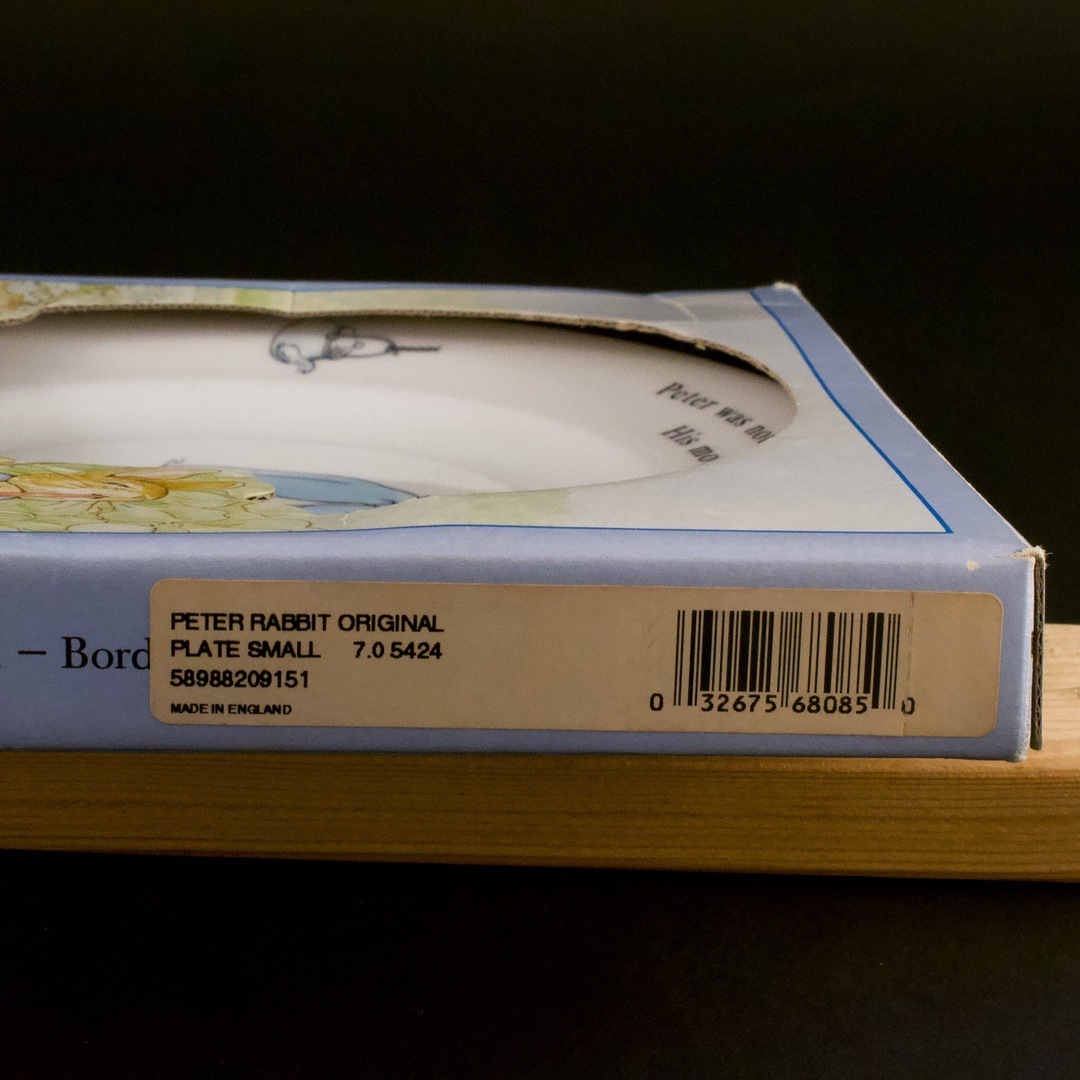 Peter was not
His mo
– Bord
PETER RABBIT ORIGINAL
PLATE SMALL 7.0 5424
58988209151
MADE IN ENGLAND
0 32675 68085 0